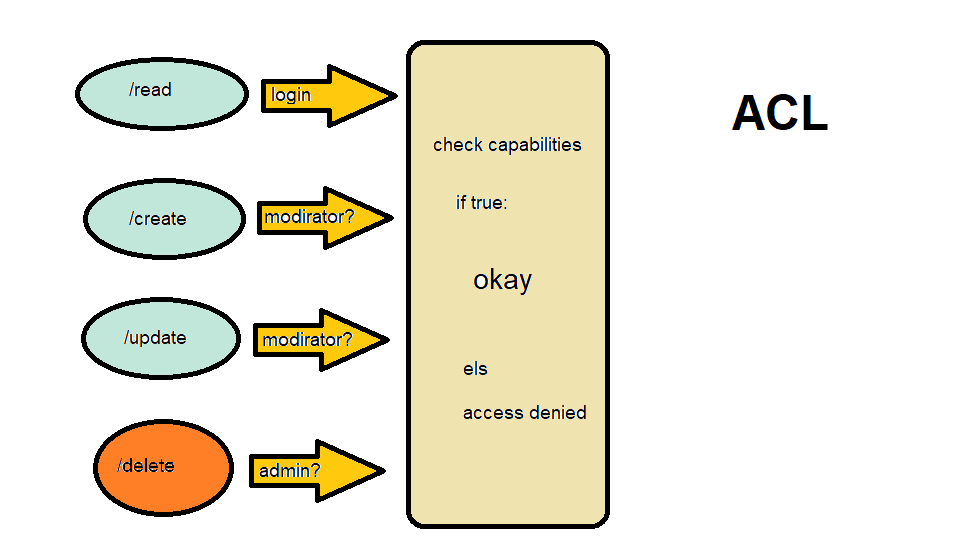 /read
login
ACL
check capabilities
if true:
/create
modirator?
okay
/update
modirator?
els
access denied
/delete
admin?